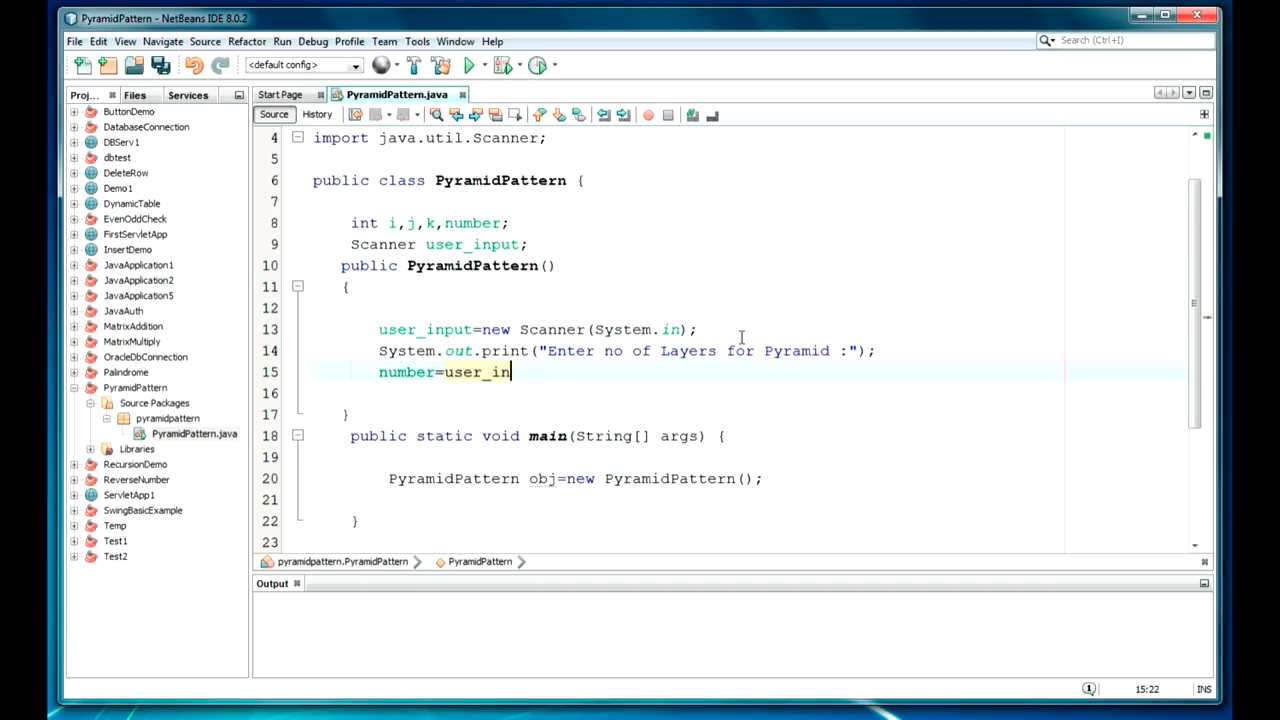 PyramidPattern - NetBeans IDE 8.0.2
File Edit View Navigate Source Refactor Run Debug Profile Team Tools Window Help
Search (Ctrl+I)
<default config>
Proj... Files Services
Start Page PyramidPattern.java
Source History
ButtonDemo
DatabaseConnection
DBServ1
dbtest
DeleteRow
Demo1
DynamicTable
EvenOddCheck
FirstServletApp
InsertDemo
JavaApplication1
JavaApplication2
JavaApplication5
JavaAuth
MatrixAddition
MatrixMultiply
OracleDbConnection
Palindrome
PyramidPattern
Source Packages
pyramidpattern
PyramidPattern.java
Libraries
RecursionDemo
ReverseNumber
ServletApp1
SwingBasicExample
Temp
Test1
Test2
4 import java.util.Scanner;
5
6 public class PyramidPattern {
7
8 int i,j,k,number;
9 Scanner user_input;
10 public PyramidPattern()
11 {
12
13 user_input=new Scanner(System.in);
14 System.out.print("Enter no of Layers for Pyramid :");
15 number=user_in
16
17 }
18 public static void main(String[] args) {
19
20 PyramidPattern obj=new PyramidPattern();
21
22 }
23
pyramidpattern.PyramidPattern PyramidPattern
Output
1 15:22 INS